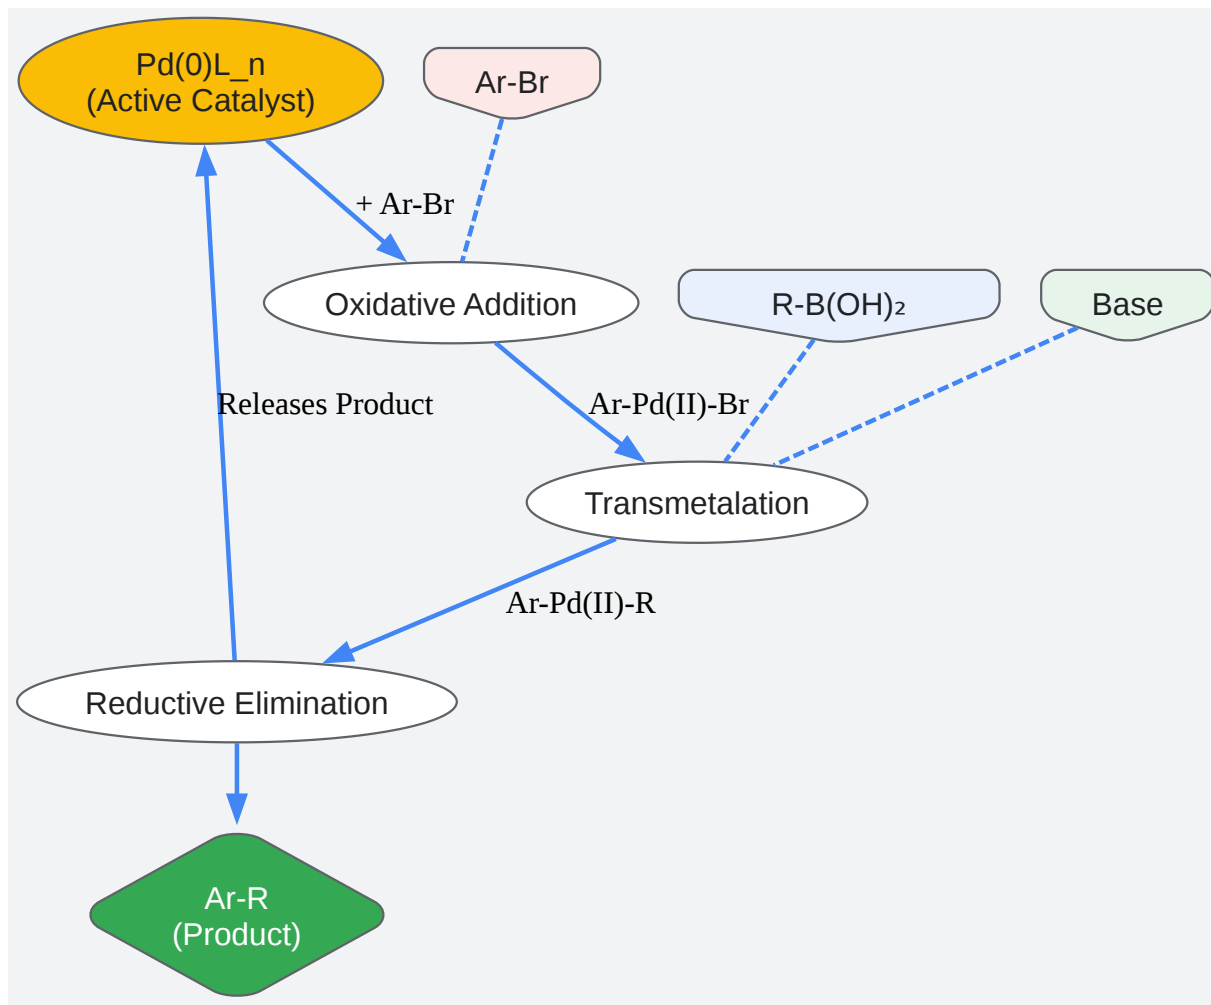 Pd(0)L_n
(Active Catalyst)
Ar-Br
+ Ar-Br
Oxidative Addition
R-B(OH)₂
Base
Releases Product
Ar-Pd(II)-Br
Transmetalation
Ar-Pd(II)-R
Reductive Elimination
Ar-R
(Product)